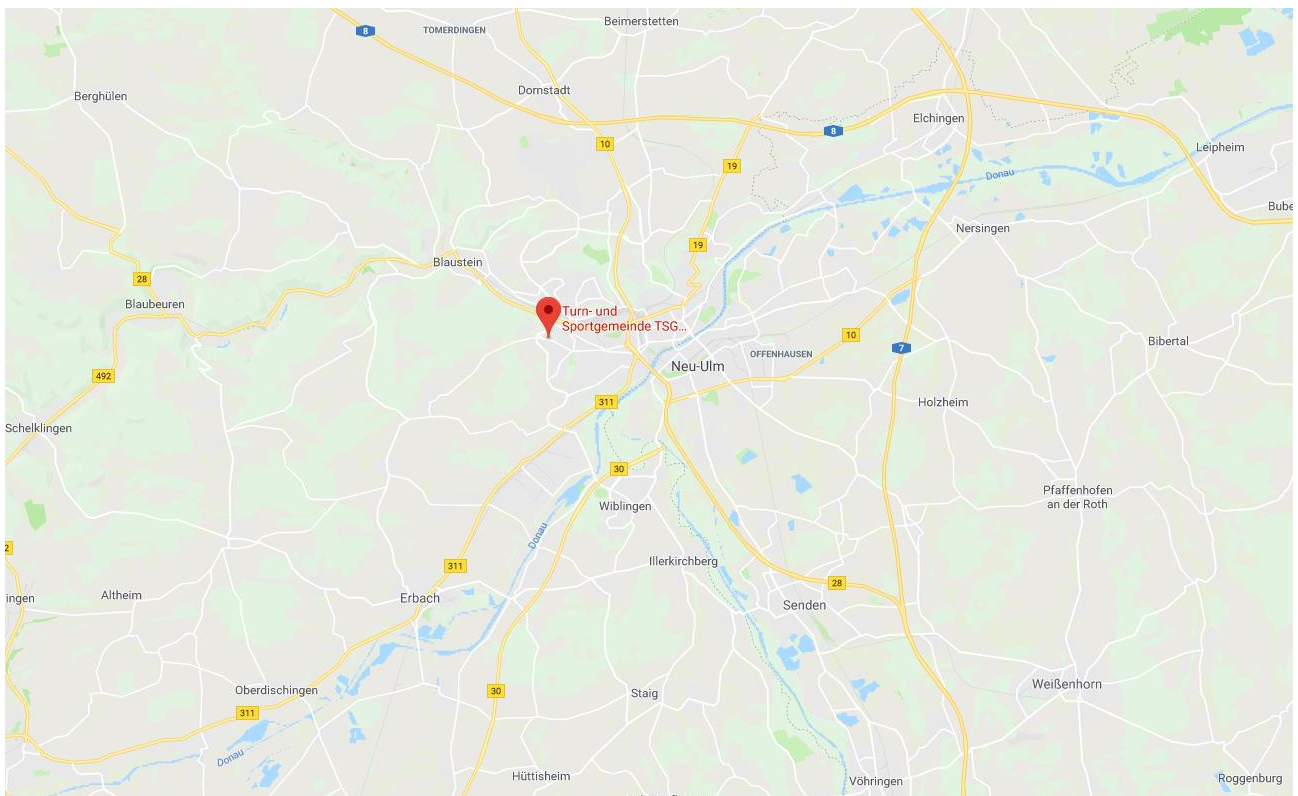 Beimerstetten
8
TOMERDINGEN
Dornstadt
Berghülen
Elchingen
8
10
Leipheim
19
Donau
Bube
Nersingen
19
Blaustein
28
Blaubeuren
Turn- und
Sportgemeinde TSG...
10
Bibertal
7
OFFENHAUSEN
Neu-Ulm
492
311
Holzheim
Schelklingen
30
Pfaffenhofen
an der Roth
Wiblingen
Donau
2
Illerkirchberg
311
28
Altheim
ingen
Erbach
Senden
Weißenhorn
Oberdischingen
30
Staig
311
Donau
Hüttisheim
Vöhringen
Roggenburg